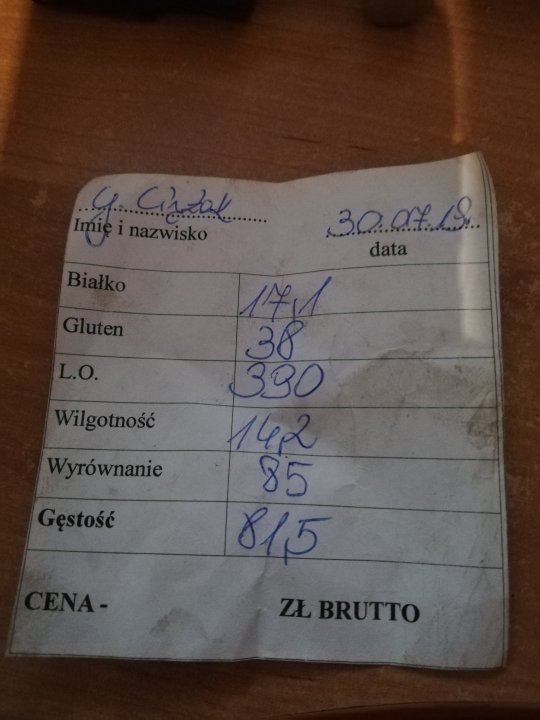 y. Ciężak 30.07.19.
Imię i nazwisko data
Białko 17,1
Gluten 38
L.O. 390
Wilgotność 14,2
Wyrównanie 85
Gęstość 81,5
CENA - ZŁ BRUTTO